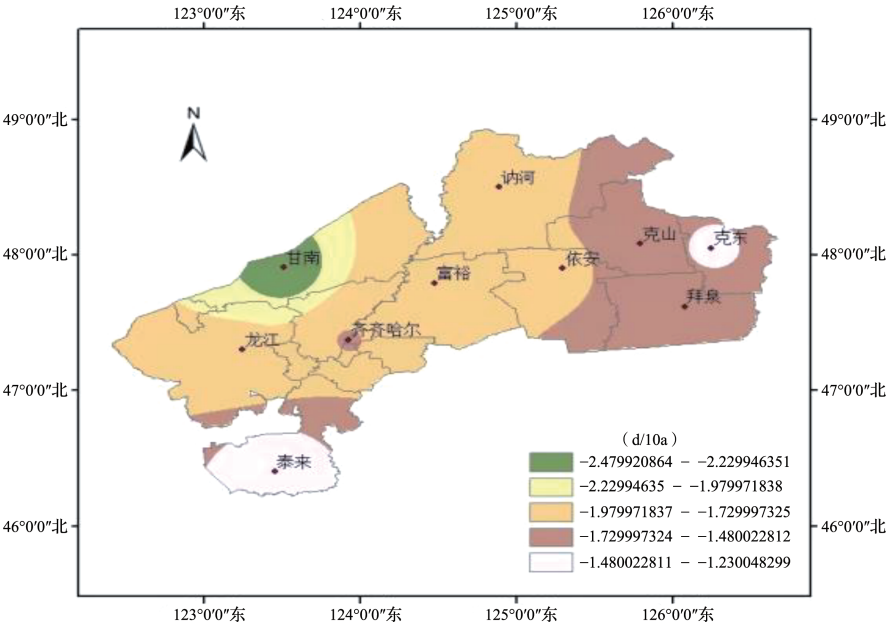 123°0′0″东 124°0′0″东 125°0′0″东 126°0′0″东
49°0′0″北 49°0′0″北
N
讷河
克山 克东
48°0′0″北 甘南 依安 48°0′0″北
富裕
拜泉
齐齐哈尔
龙江
47°0′0″北 47°0′0″北
(d/10a)
泰来 −2.479920864 − −2.229946351
−2.22994635 − −1.979971838
−1.979971837 − −1.729997325
46°0′0″北 46°0′0″北
−1.729997324 − −1.480022812
−1.480022811 − −1.230048299
123°0′0″东 124°0′0″东 125°0′0″东 126°0′0″东